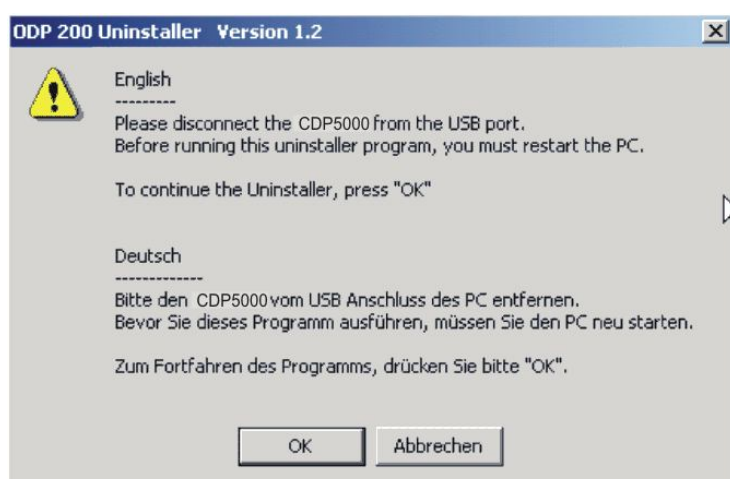 ODP 200 Uninstaller Version 1.2
English
---------
Please disconnect the CDP5000 from the USB port.
Before running this uninstaller program, you must restart the PC.
To continue the Uninstaller, press "OK"
Deutsch
-------------
Bitte den CDP5000 vom USB Anschluss des PC entfernen.
Bevor Sie dieses Programm ausführen, müssen Sie den PC neu starten.
Zum Fortfahren des Programms, drücken Sie bitte "OK".
OK Abbrechen